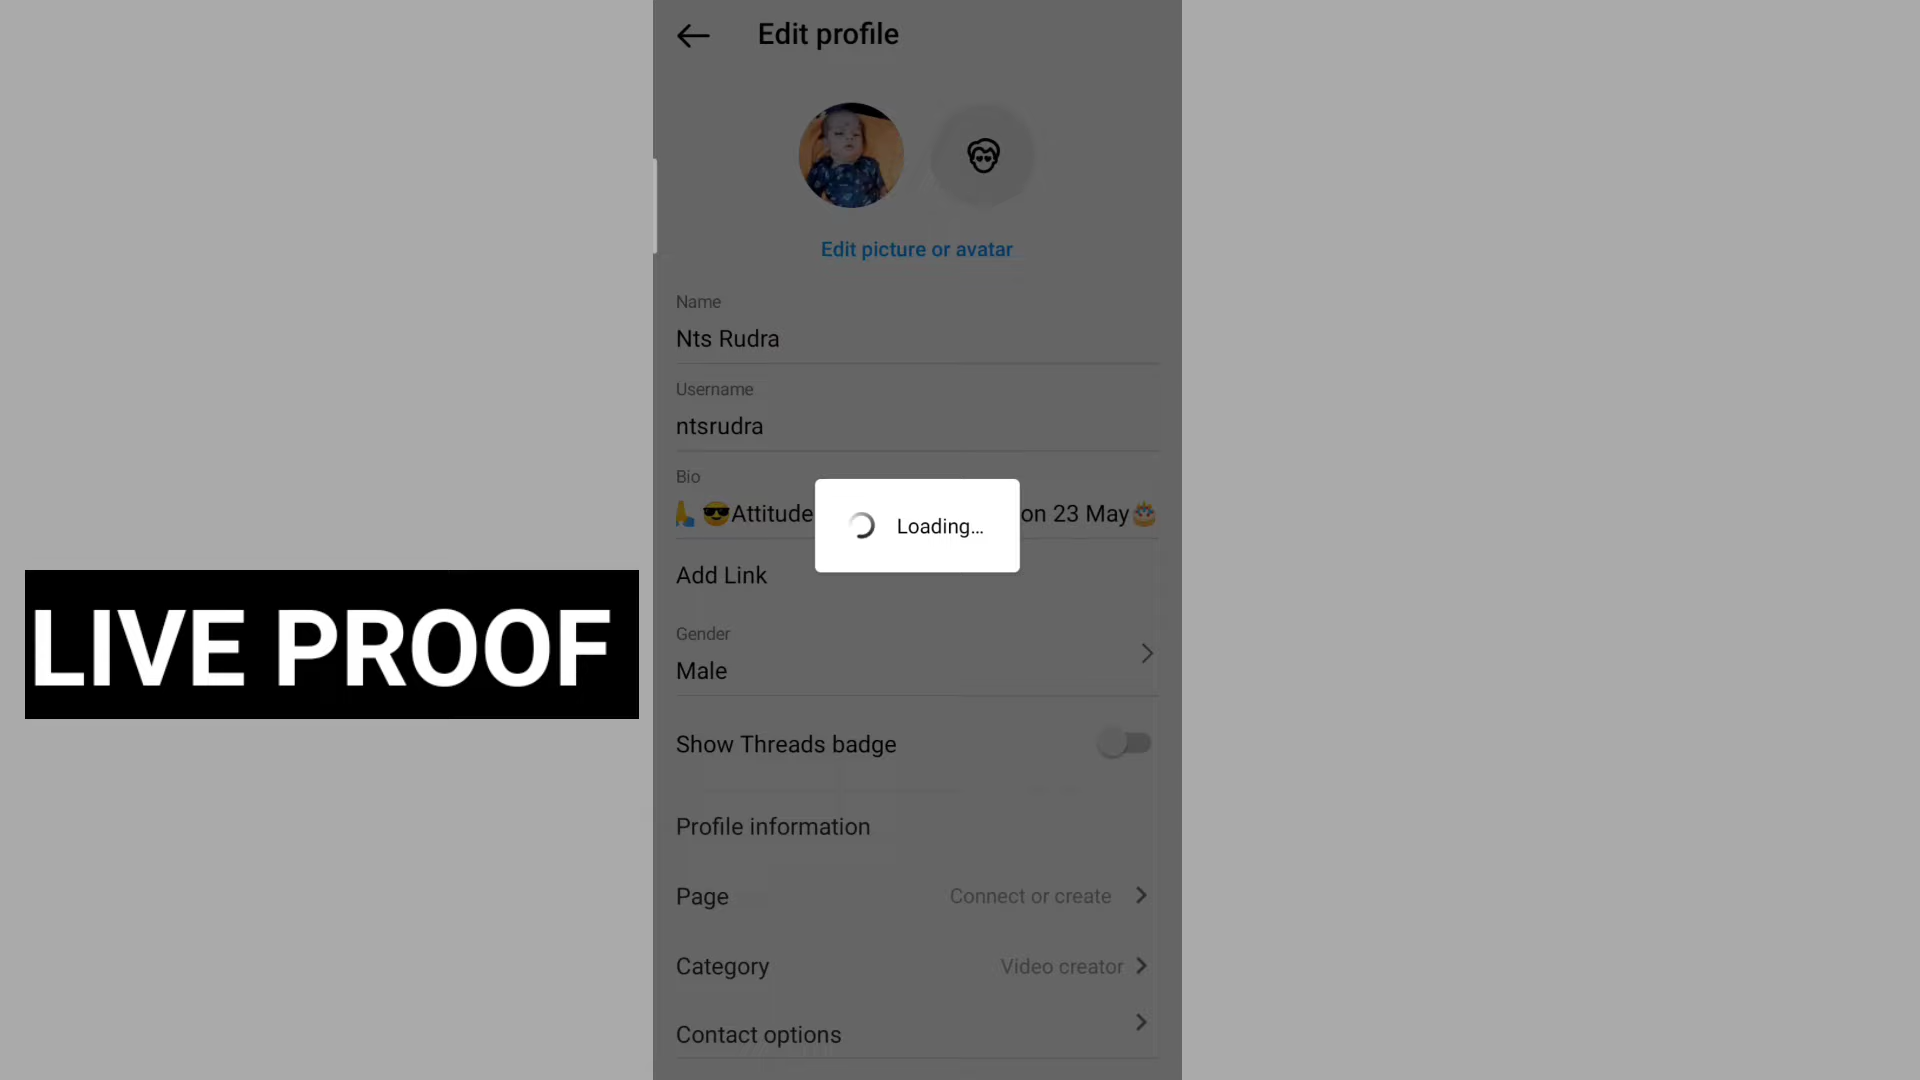 Edit profile
Edit picture or avatar
Name
Nts Rudra
Username
ntsrudra
Bio
🙏 😎Attitude on 23 May🎂
Loading...
Add Link
Gender
Male
LIVE PROOF
Show Threads badge
Profile information
Page Connect or create
Category Video creator
Contact options